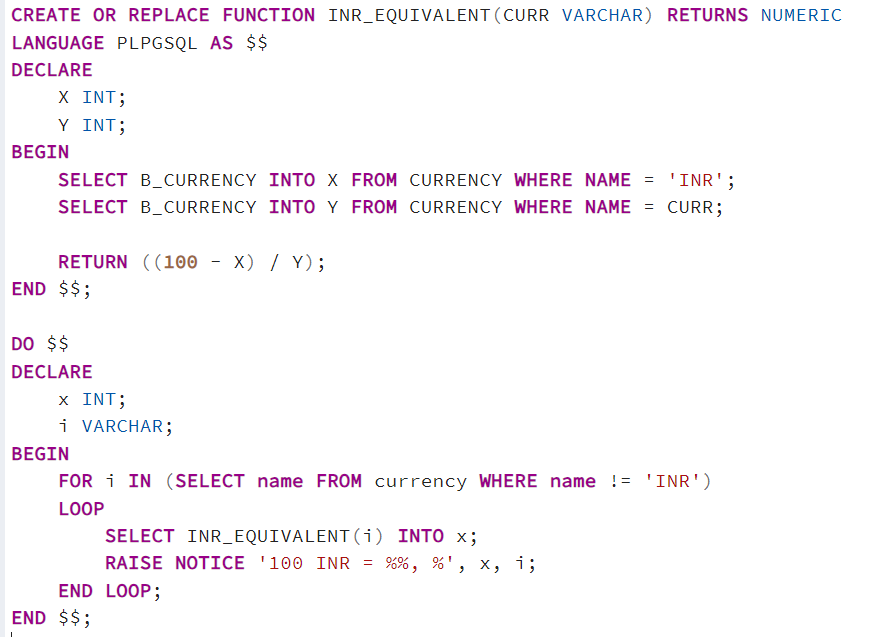 CREATE OR REPLACE FUNCTION INR_EQUIVALENT(CURR VARCHAR) RETURNS NUMERIC
LANGUAGE PLPGSQL AS $$
DECLARE
    X INT;
    Y INT;
BEGIN
    SELECT B_CURRENCY INTO X FROM CURRENCY WHERE NAME = 'INR';
    SELECT B_CURRENCY INTO Y FROM CURRENCY WHERE NAME = CURR;

    RETURN ((100 - X) / Y);
END $$;

DO $$
DECLARE
    x INT;
    i VARCHAR;
BEGIN
    FOR i IN (SELECT name FROM currency WHERE name != 'INR')
    LOOP
        SELECT INR_EQUIVALENT(i) INTO x;
        RAISE NOTICE '100 INR = %%, %', x, i;
    END LOOP;
END $$;